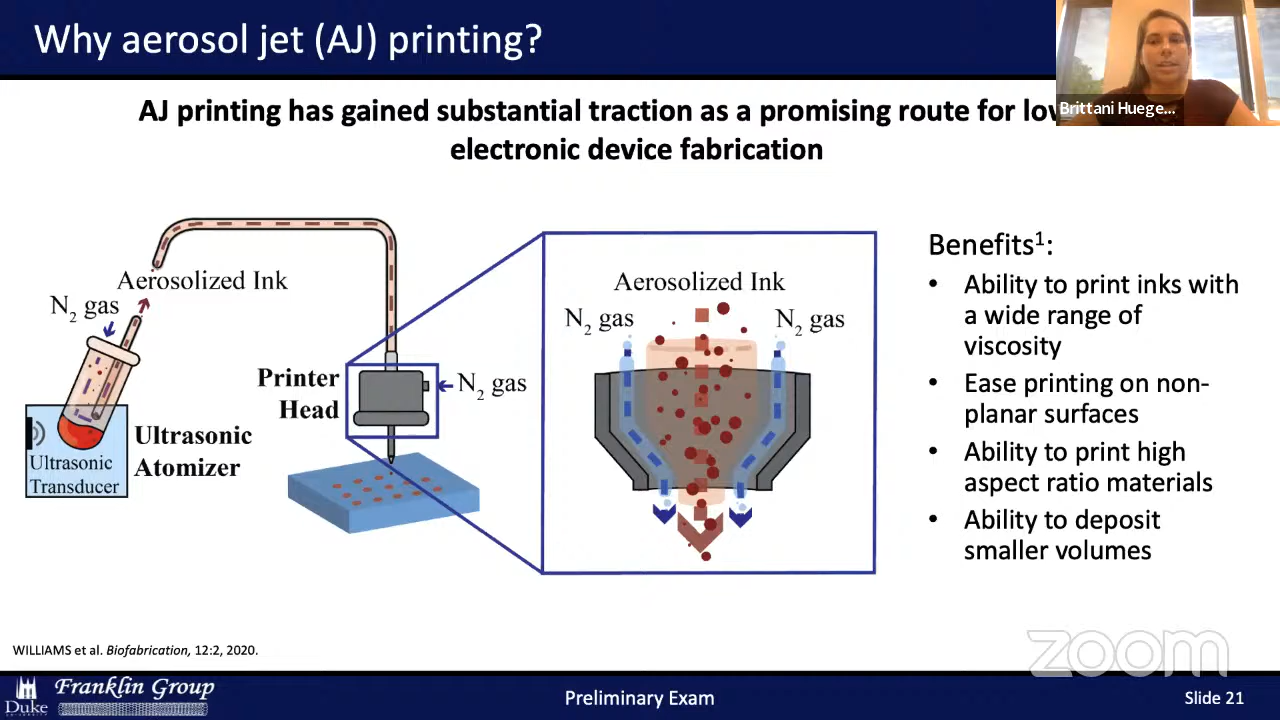 Why aerosol jet (AJ) printing?
Brittani Huege...
AJ printing has gained substantial traction as a promising route for
electronic device fabrication
Aerosolized Ink
N2 gas
Printer
Head
N2 gas
Ultrasonic
Atomizer
Ultrasonic
Transducer
Aerosolized Ink
N2 gas
N2 gas
Benefits1:
• Ability to print inks with
a wide range of
viscosity
• Ease printing on non-
planar surfaces
• Ability to print high
aspect ratio materials
• Ability to deposit
smaller volumes
WILLIAMS et al. Biofabrication, 12:2, 2020.
zoom
Duke
Franklin Group
Preliminary Exam
Slide 21